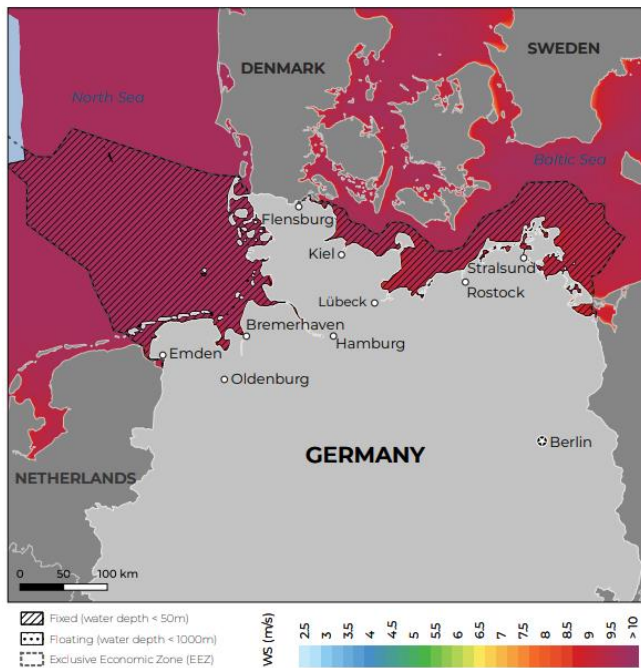 SWEDEN
DENMARK
North Sea
Baltic Sea
Flensburg
Kiel
Stralsund
Lübeck
Rostock
Bremerhaven
Hamburg
Emden
Oldenburg
Berlin
GERMANY
NETHERLANDS
0 50 100 km
Fixed (water depth < 50m)
Floating (water depth < 1000m)
Exclusive Economic Zone (EEZ)
WS (m/s)
2.5 3 3.5 4 4.5 5 5.5 6 6.5 7 7.5 8 8.5 9 9.5 > 10